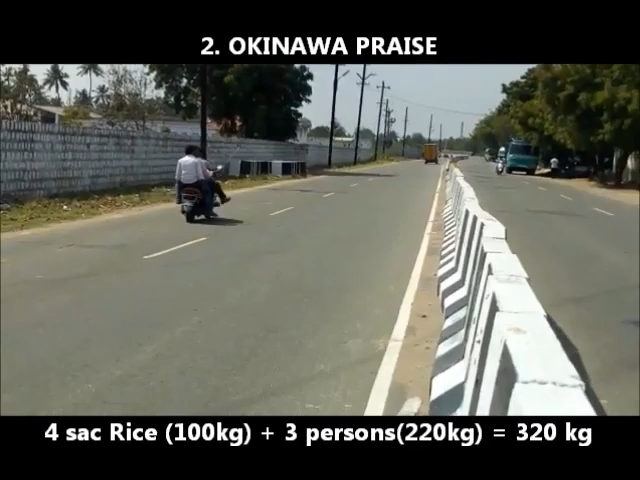 2. OKINAWA PRAISE
4 sac Rice (100kg) + 3 persons(220kg) = 320 kg